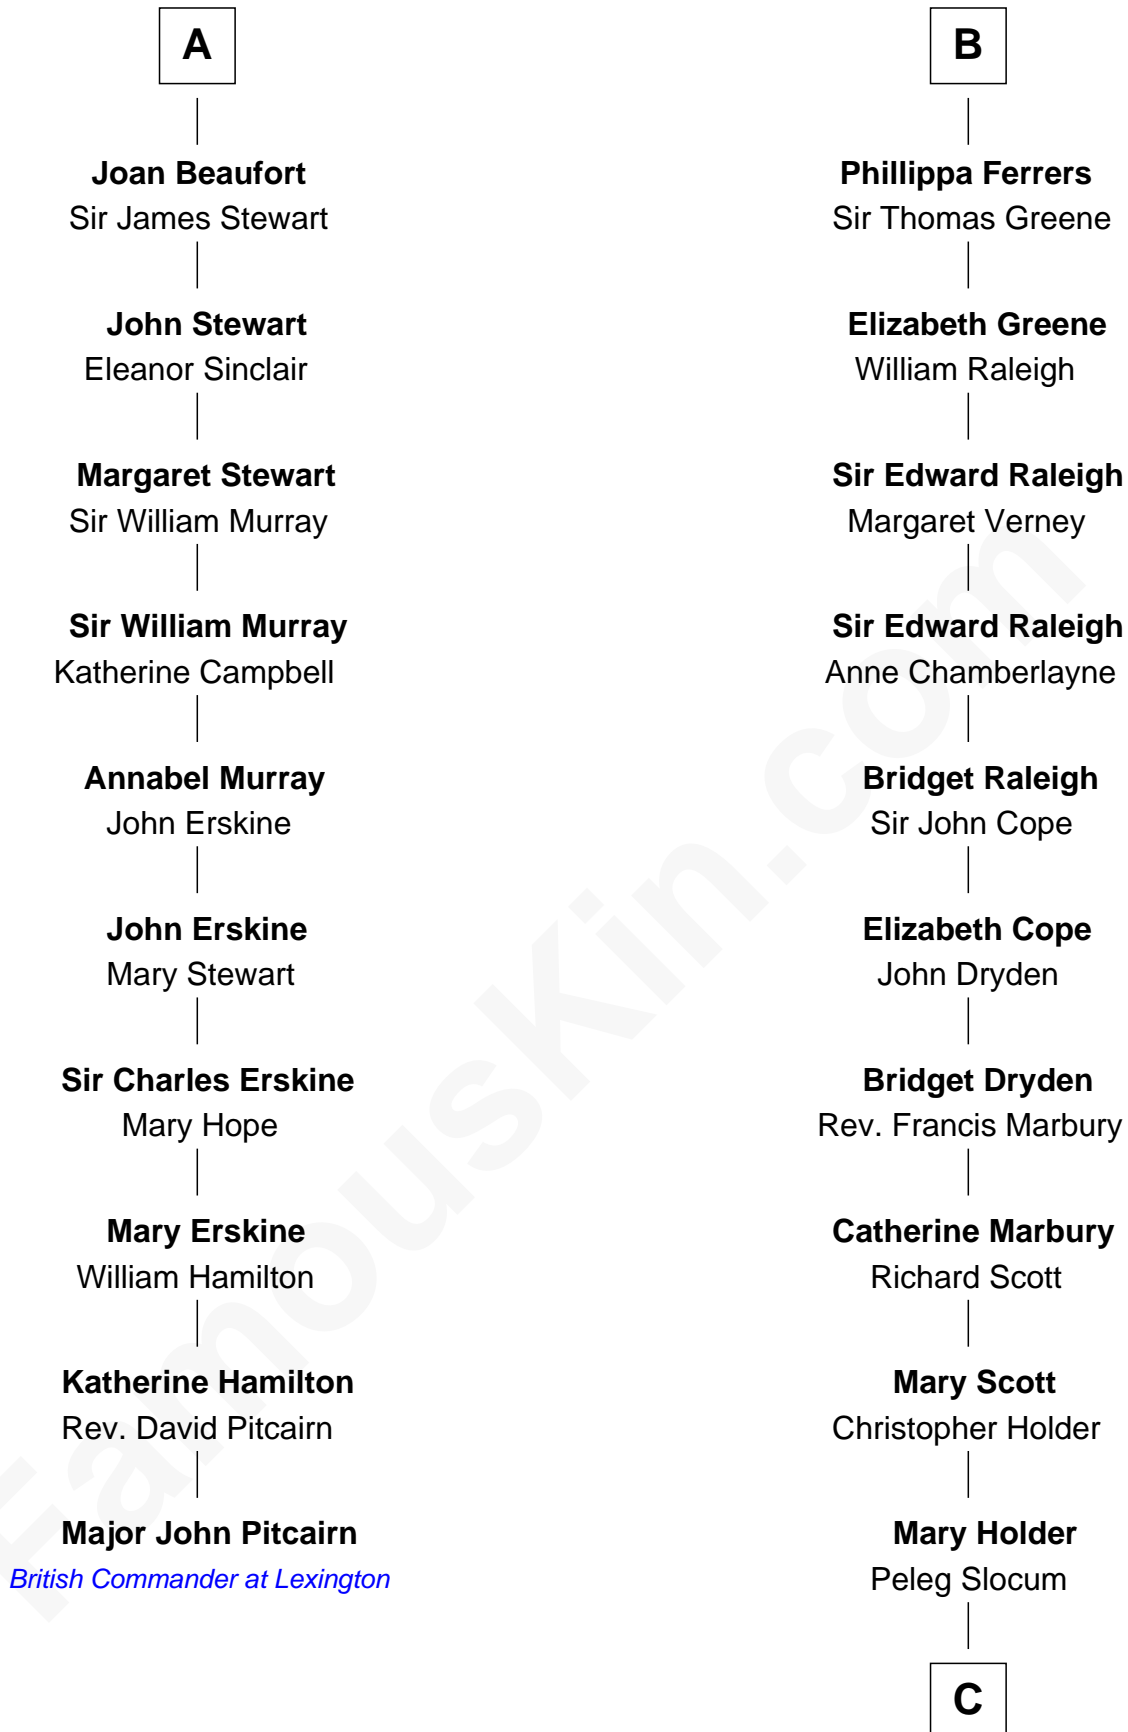 A
Joan Beaufort
Sir James Stewart
John Stewart
Eleanor Sinclair
Margaret Stewart
Sir William Murray
Sir William Murray
Katherine Campbell
Annabel Murray
John Erskine
John Erskine
Mary Stewart
Sir Charles Erskine
Mary Hope
Mary Erskine
William Hamilton
Katherine Hamilton
Rev. David Pitcairn
Major John Pitcairn
British Commander at Lexington
B
Phillippa Ferrers
Sir Thomas Greene
Elizabeth Greene
William Raleigh
Sir Edward Raleigh
Margaret Verney
Sir Edward Raleigh
Anne Chamberlayne
Bridget Raleigh
Sir John Cope
Elizabeth Cope
John Dryden
Bridget Dryden
Rev. Francis Marbury
Catherine Marbury
Richard Scott
Mary Scott
Christopher Holder
Mary Holder
Peleg Slocum
C
FamousKin.com